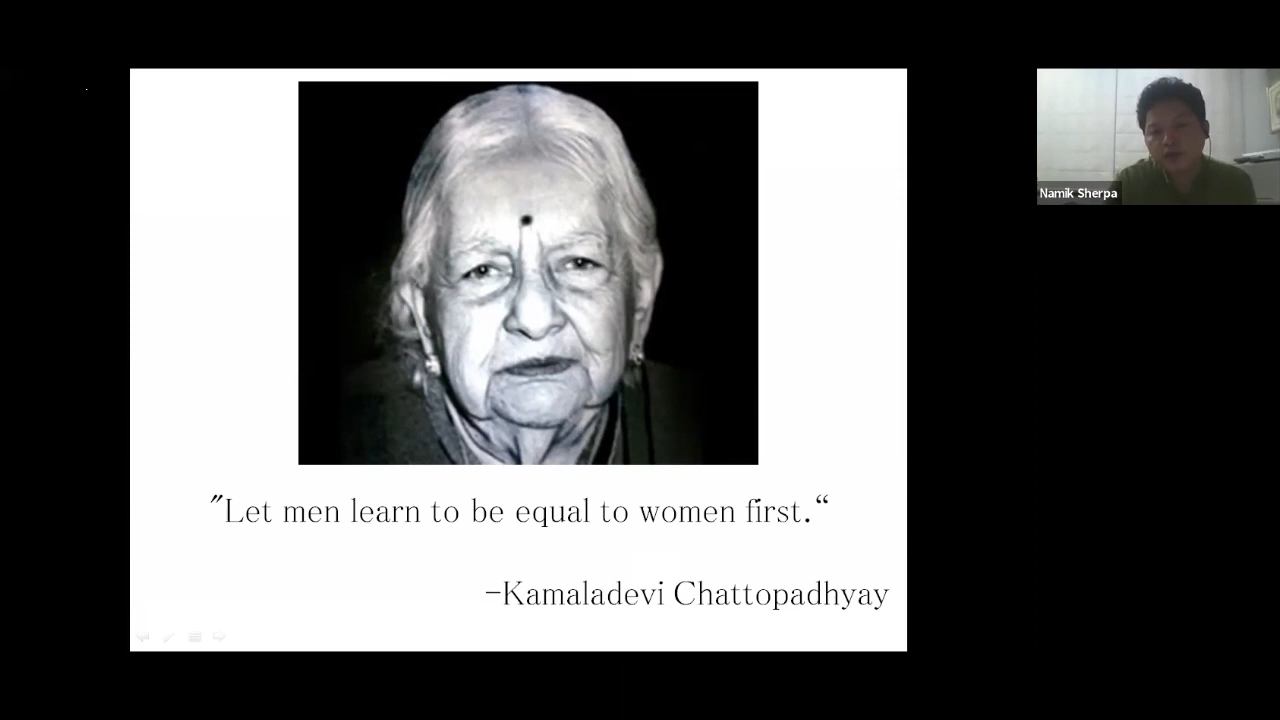 "Let men learn to be equal to women first.“
-Kamaladevi Chattopadhyay
Namik Sherpa